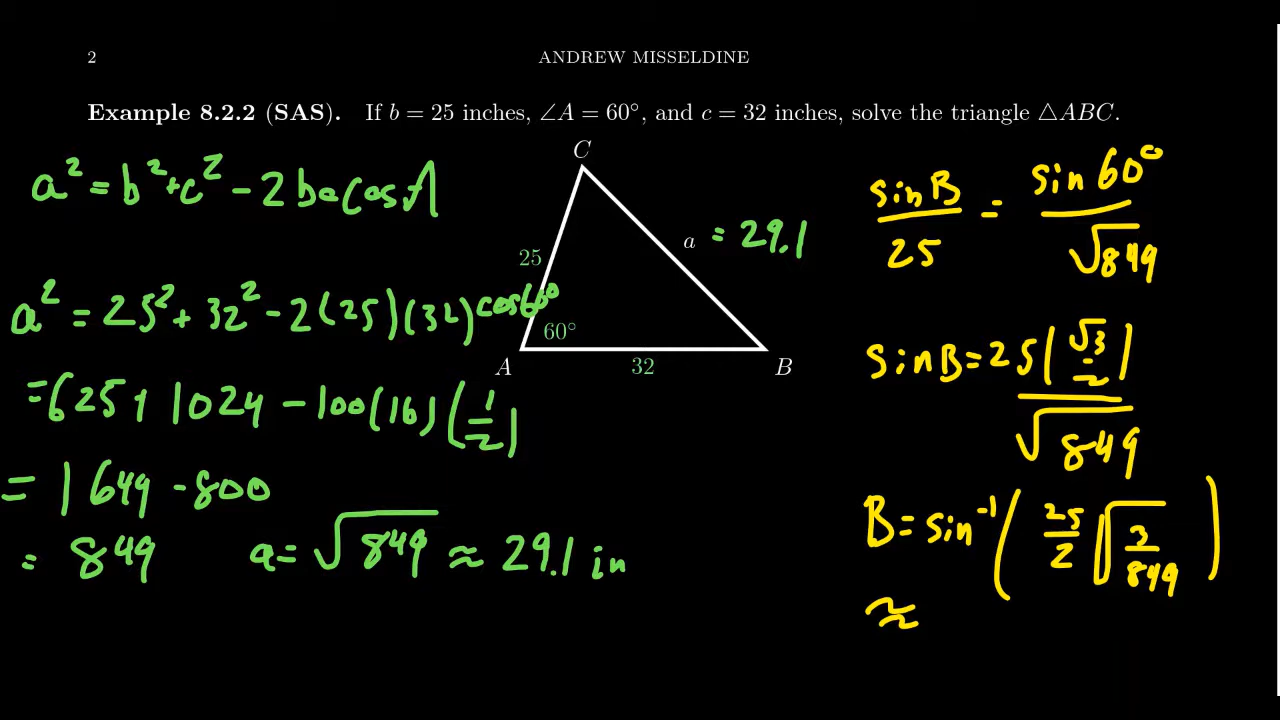 2 ANDREW MISSELDINE
Example 8.2.2 (SAS). If b = 25 inches, ∠A = 60°, and c = 32 inches, solve the triangle △ABC.
a² = b² + c² − 2bc cos A
a² = 25² + 32² − 2(25)(32) cos 60°
= 625 + 1024 − 100(16)(1/2)
= 1649 − 800
= 849 a = √849 ≈ 29.1 in
C
25
a = 29.1
60°
A
32
B
sin B / 25 = sin 60° / √849
sin B = 25(√3/2) / √849
B = sin⁻¹(25/2 √(3/849))
≈